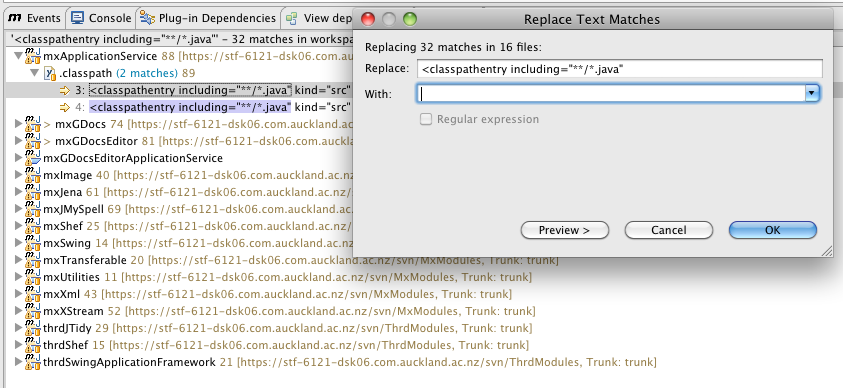 Events Console Plug-in Dependencies View dep
'<classpathentry including="**/*.java"' - 32 matches in workspa
mxApplicationService 88 [https://stf-6121-dsk06.com.auckland
.classpath (2 matches) 89
3: <classpathentry including="**/*.java" kind="src"
4: <classpathentry including="**/*.java" kind="src"
> mxGDocs 74 [https://stf-6121-dsk06.com.auckland.ac.n
> mxGDocsEditor 81 [https://stf-6121-dsk06.com.aucklan
mxGDocsEditorApplicationService
mxImage 40 [https://stf-6121-dsk06.com.auckland.ac.nz
mxJena 61 [https://stf-6121-dsk06.com.auckland.ac.nz/s
mxJMySpell 69 [https://stf-6121-dsk06.com.auckland.ac
mxShef 25 [https://stf-6121-dsk06.com.auckland.ac.nz/
mxSwing 14 [https://stf-6121-dsk06.com.auckland.ac.nz
mxTransferable 20 [https://stf-6121-dsk06.com.auckland.ac.nz/svn/MxModules, Trunk: trunk]
mxUtilities 11 [https://stf-6121-dsk06.com.auckland.ac.nz/svn/MxModules, Trunk: trunk]
mxXml 43 [https://stf-6121-dsk06.com.auckland.ac.nz/svn/MxModules, Trunk: trunk]
mxXStream 52 [https://stf-6121-dsk06.com.auckland.ac.nz/svn/MxModules, Trunk: trunk]
thrdJTidy 29 [https://stf-6121-dsk06.com.auckland.ac.nz/svn/ThrdModules, Trunk: trunk]
thrdShef 15 [https://stf-6121-dsk06.com.auckland.ac.nz/svn/ThrdModules, Trunk: trunk]
thrdSwingApplicationFramework 21 [https://stf-6121-dsk06.com.auckland.ac.nz/svn/ThrdModules, Trunk: trunk]
Replace Text Matches
Replacing 32 matches in 16 files:
Replace: <classpathentry including="**/*.java"
With:
Regular expression
Preview > Cancel OK